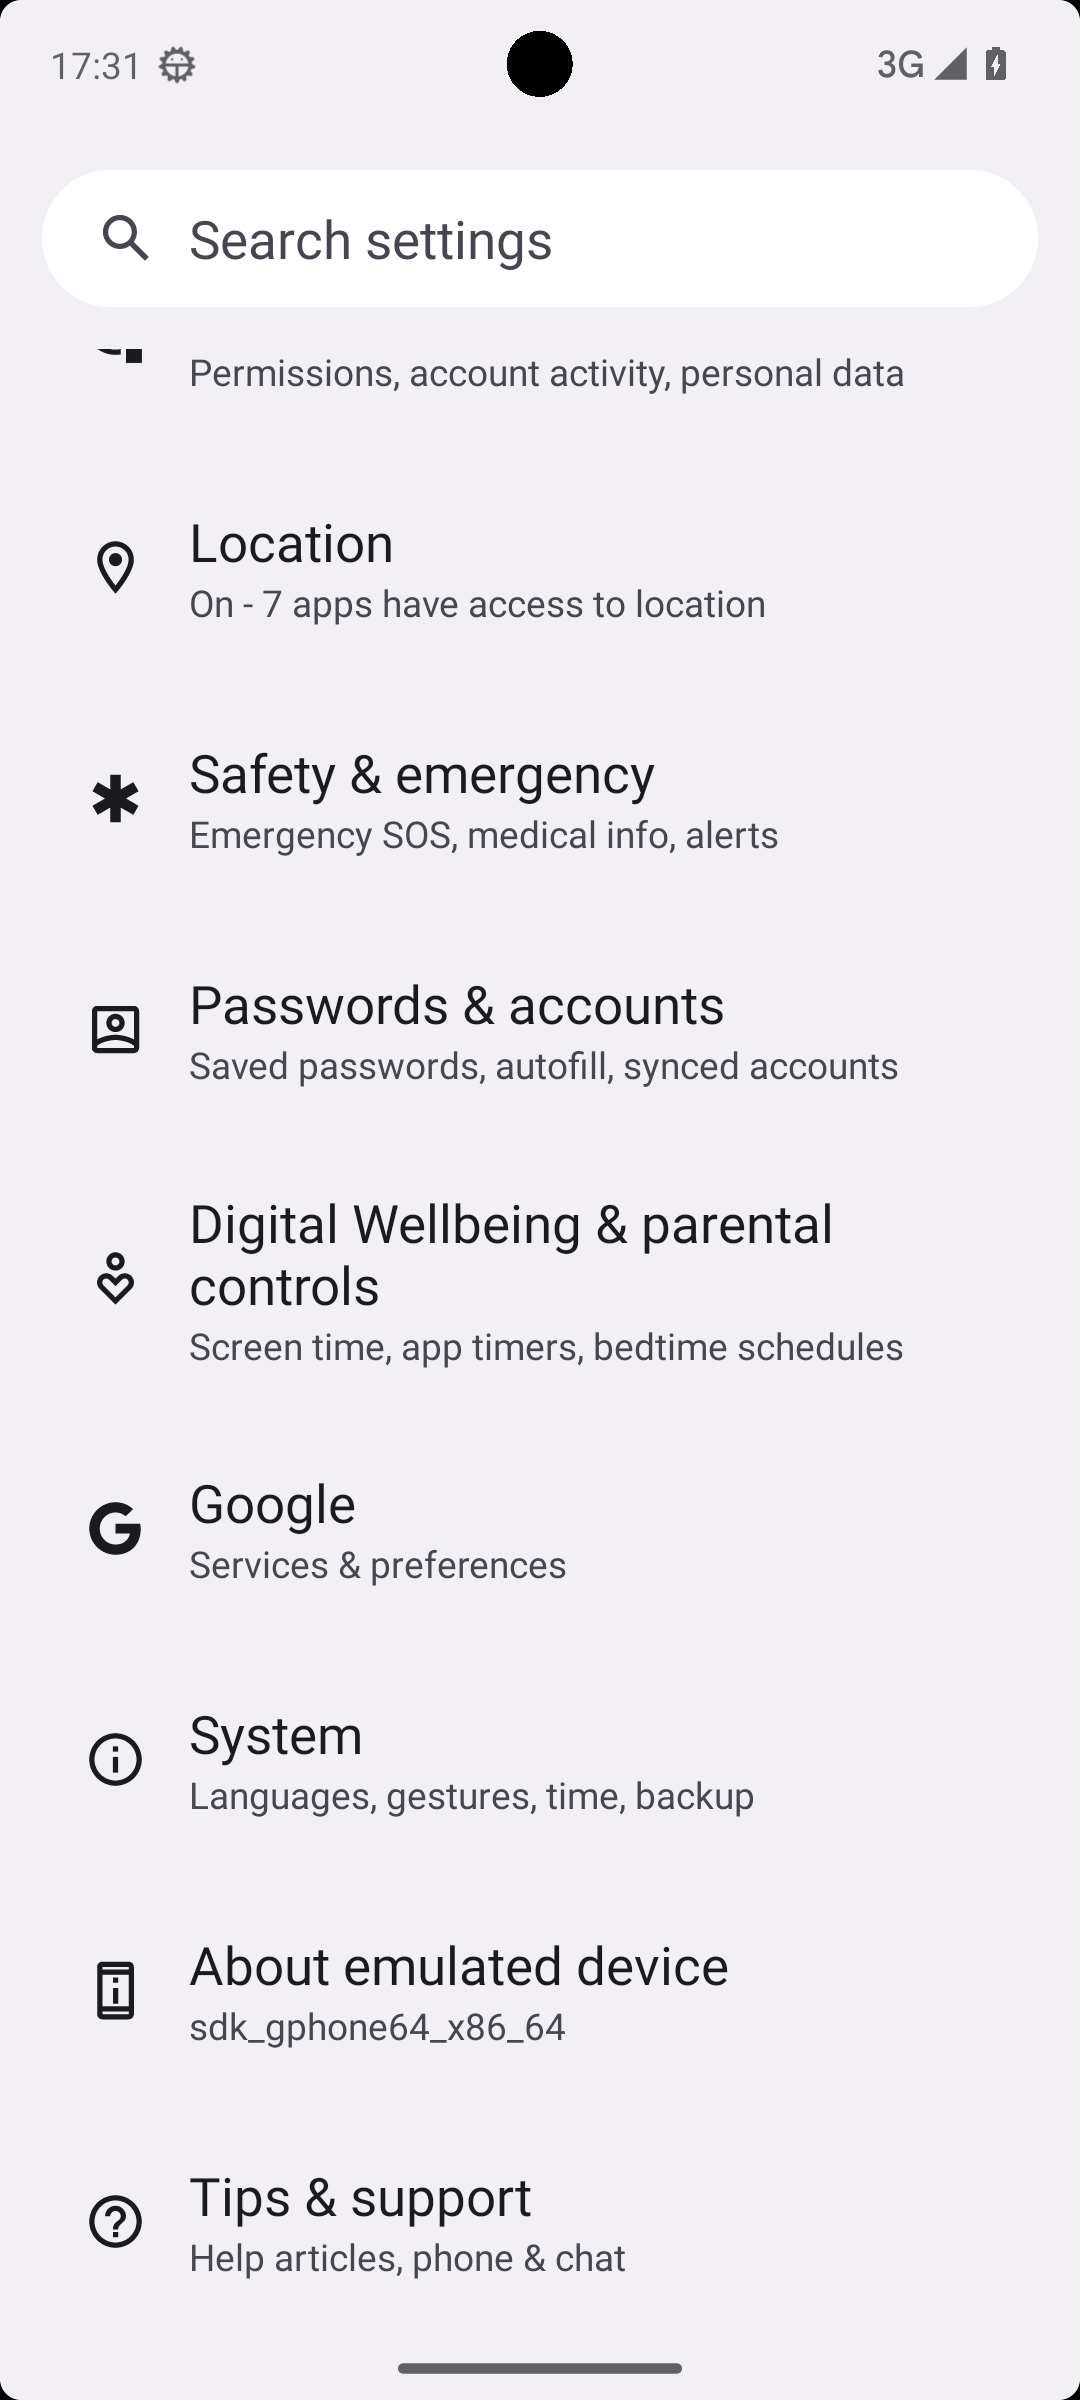 17:31
3G
Search settings
Permissions, account activity, personal data
Location
On - 7 apps have access to location
Safety & emergency
Emergency SOS, medical info, alerts
Passwords & accounts
Saved passwords, autofill, synced accounts
Digital Wellbeing & parental
controls
Screen time, app timers, bedtime schedules
Google
Services & preferences
System
Languages, gestures, time, backup
About emulated device
sdk_gphone64_x86_64
Tips & support
Help articles, phone & chat